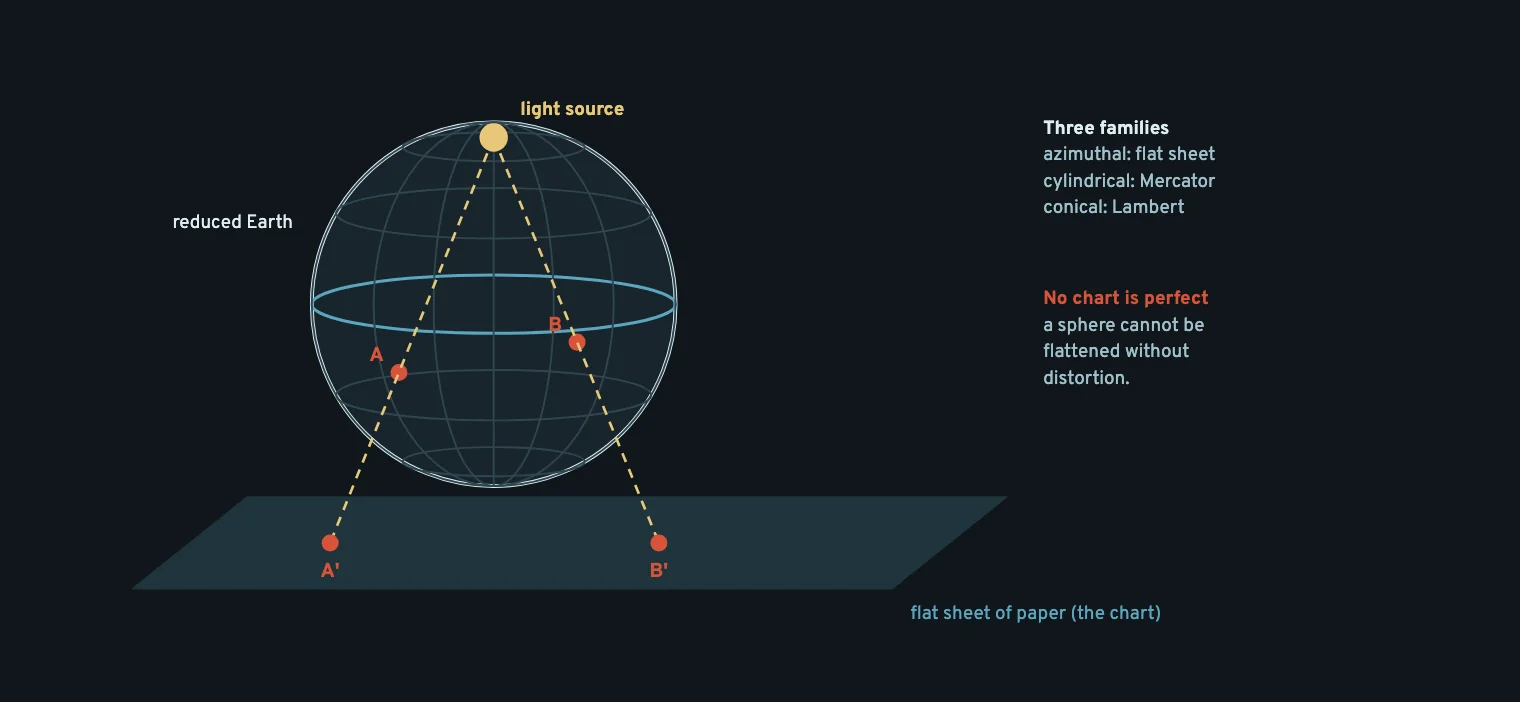 light source
reduced Earth
B
A
A'
B'
flat sheet of paper (the chart)
Three families
azimuthal: flat sheet
cylindrical: Mercator
conical: Lambert
No chart is perfect
a sphere cannot be
flattened without
distortion.